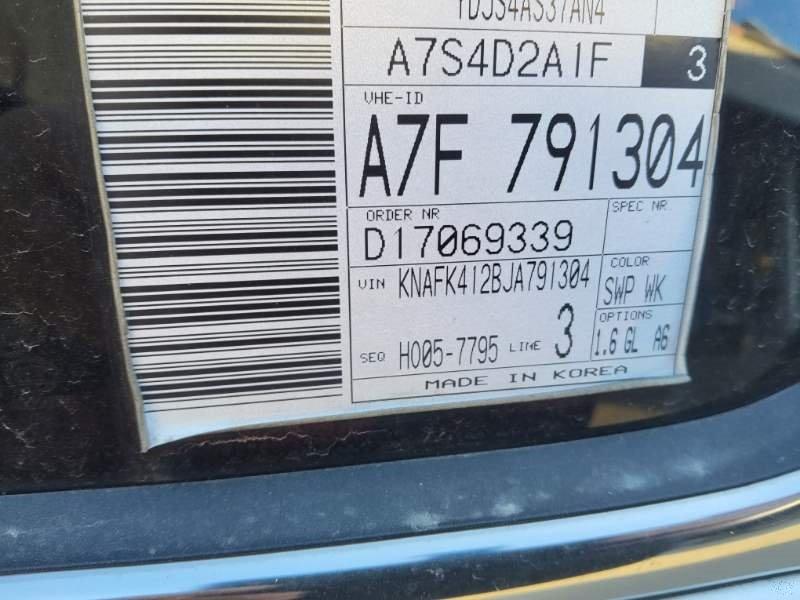 YDJS4AS37AN4
A7S4D2A1F 3
VHE-ID
A7F 791304
ORDER NR SPEC NR
D17069339
VIN KNAFK412BJA791304 COLOR
SWP WK
SEQ H005-7795 LINE 3 OPTIONS
1.6 GL A6
MADE IN KOREA